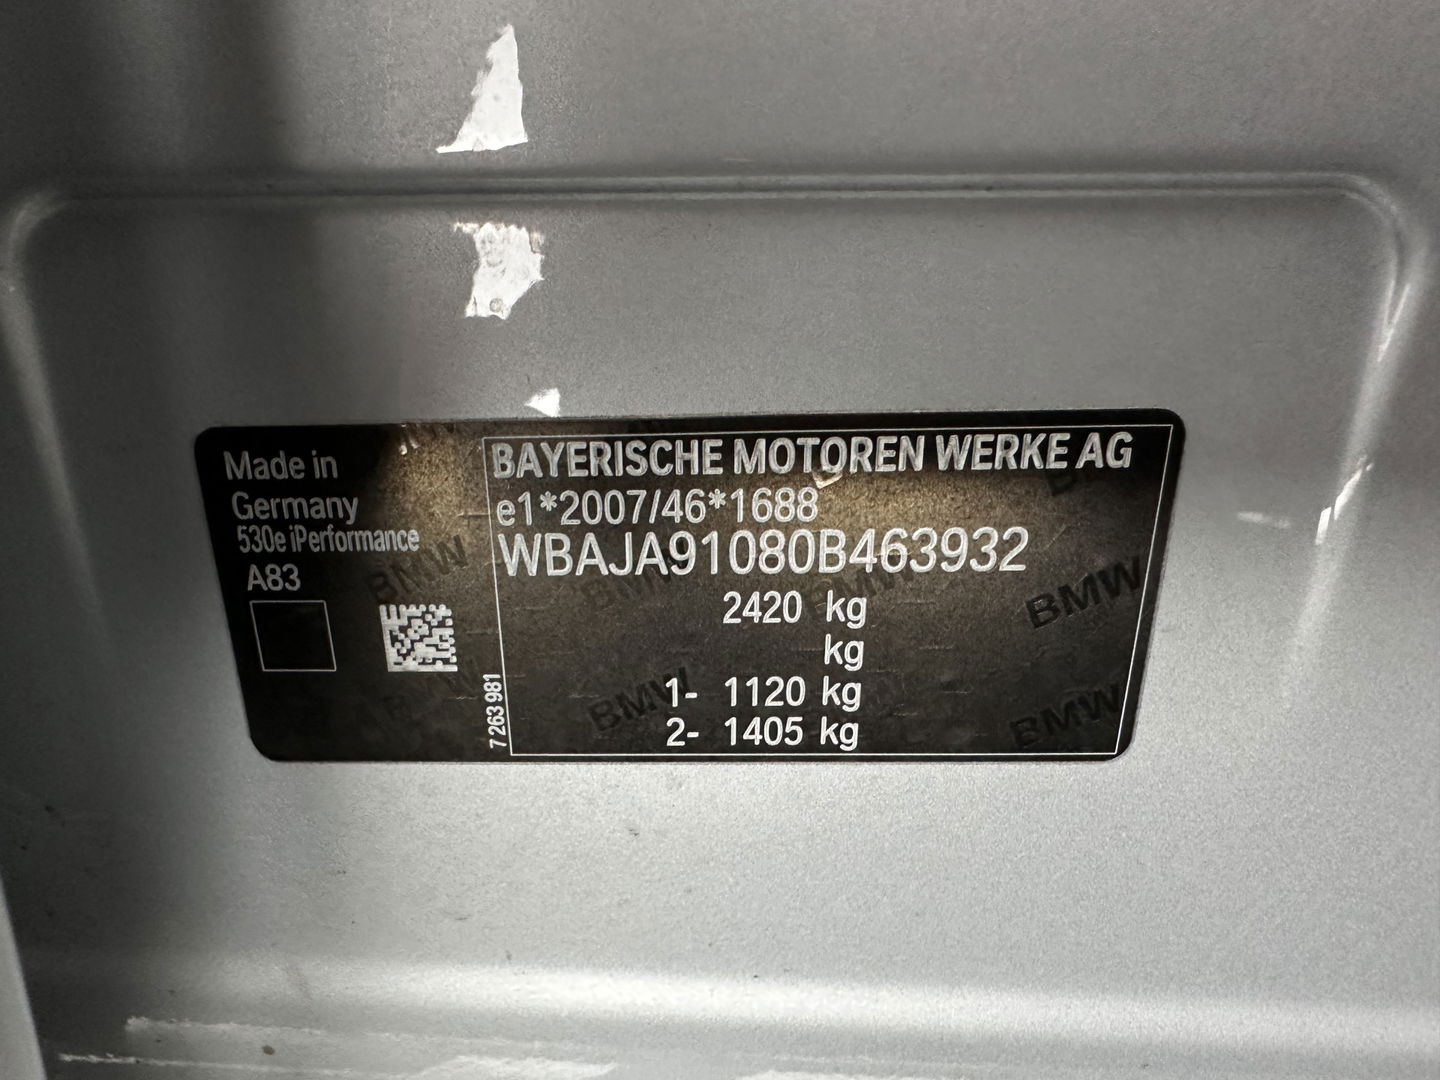 Made in
Germany
530e iPerformance
A83
7 263 981
BAYERISCHE MOTOREN WERKE AG
e1*2007/46*1688
WBAJA91080B463932
2420 kg
kg
1- 1120 kg
2- 1405 kg
BMW
BMW
BMW
BMW
BMW